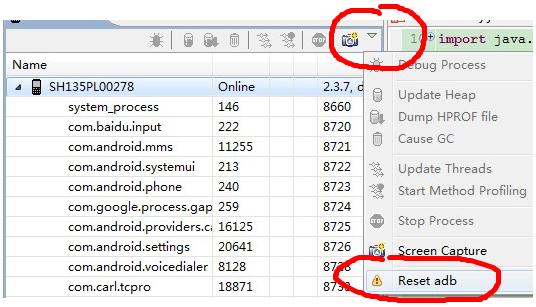 import java.
Name
SH135PL00278 Online 2.3.7,
system_process 146 8660
com.baidu.input 222 8720
com.android.mms 11255 8721
com.android.systemui 213 8722
com.android.phone 240 8723
com.google.process.gap 259 8724
com.android.providers.ca 16125 8725
com.android.settings 20641 8726
com.android.voicedialer 8128
com.carl.tcpro 18871
Debug Process
Update Heap
Dump HPROF file
Cause GC
Update Threads
Start Method Profiling
Stop Process
Screen Capture
Reset adb